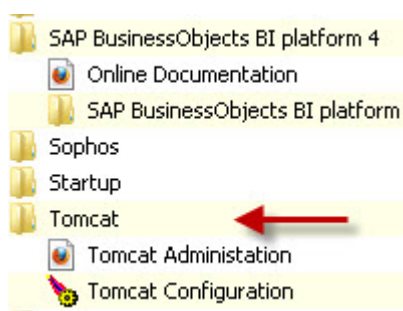 SAP BusinessObjects BI platform 4
Online Documentation
SAP BusinessObjects BI platform
Sophos
Startup
Tomcat
Tomcat Administation
Tomcat Configuration